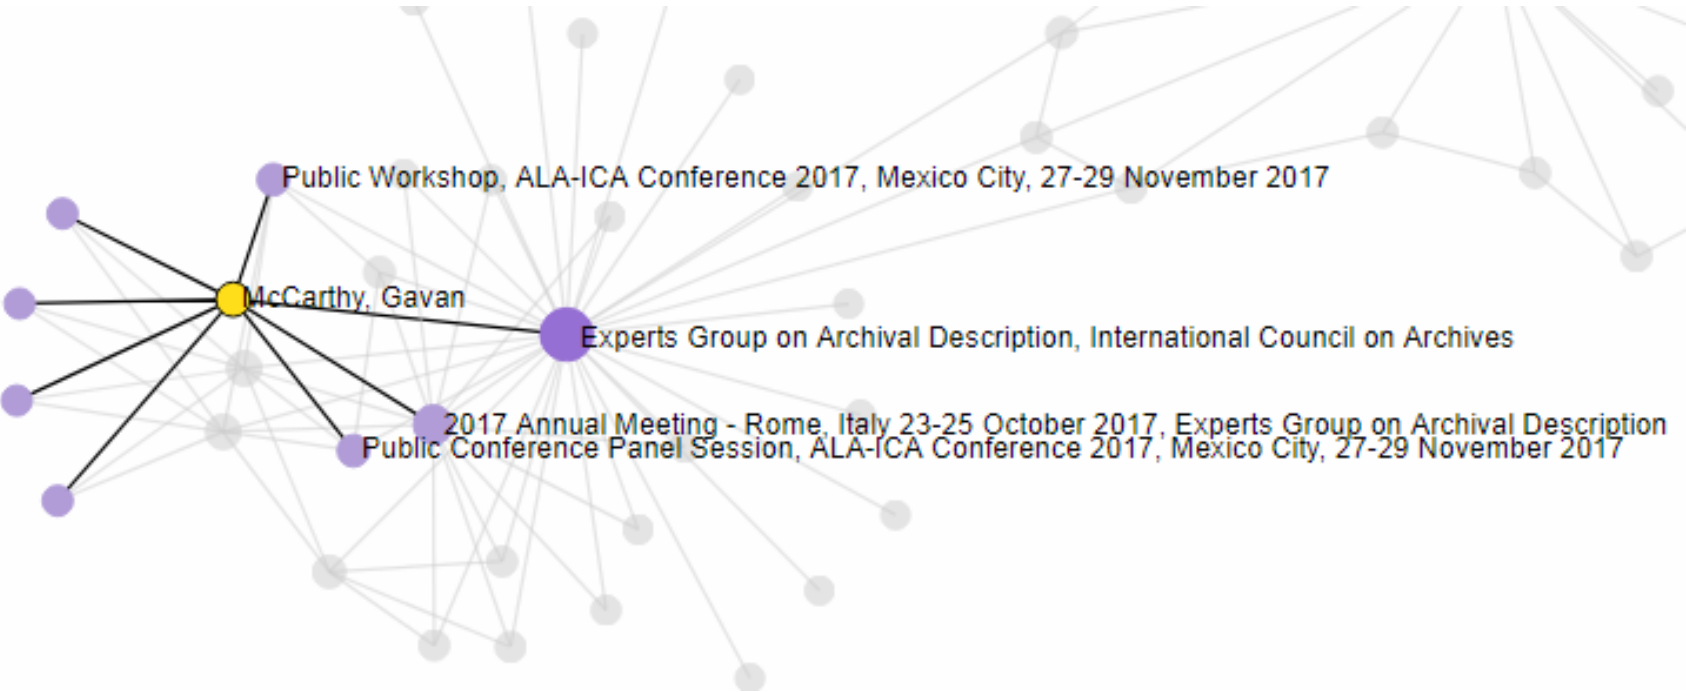 Public Workshop, ALA-ICA Conference 2017, Mexico City, 27-29 November 2017
McCarthy, Gavan
Experts Group on Archival Description, International Council on Archives
2017 Annual Meeting - Rome, Italy 23-25 October 2017, Experts Group on Archival Description
Public Conference Panel Session, ALA-ICA Conference 2017, Mexico City, 27-29 November 2017